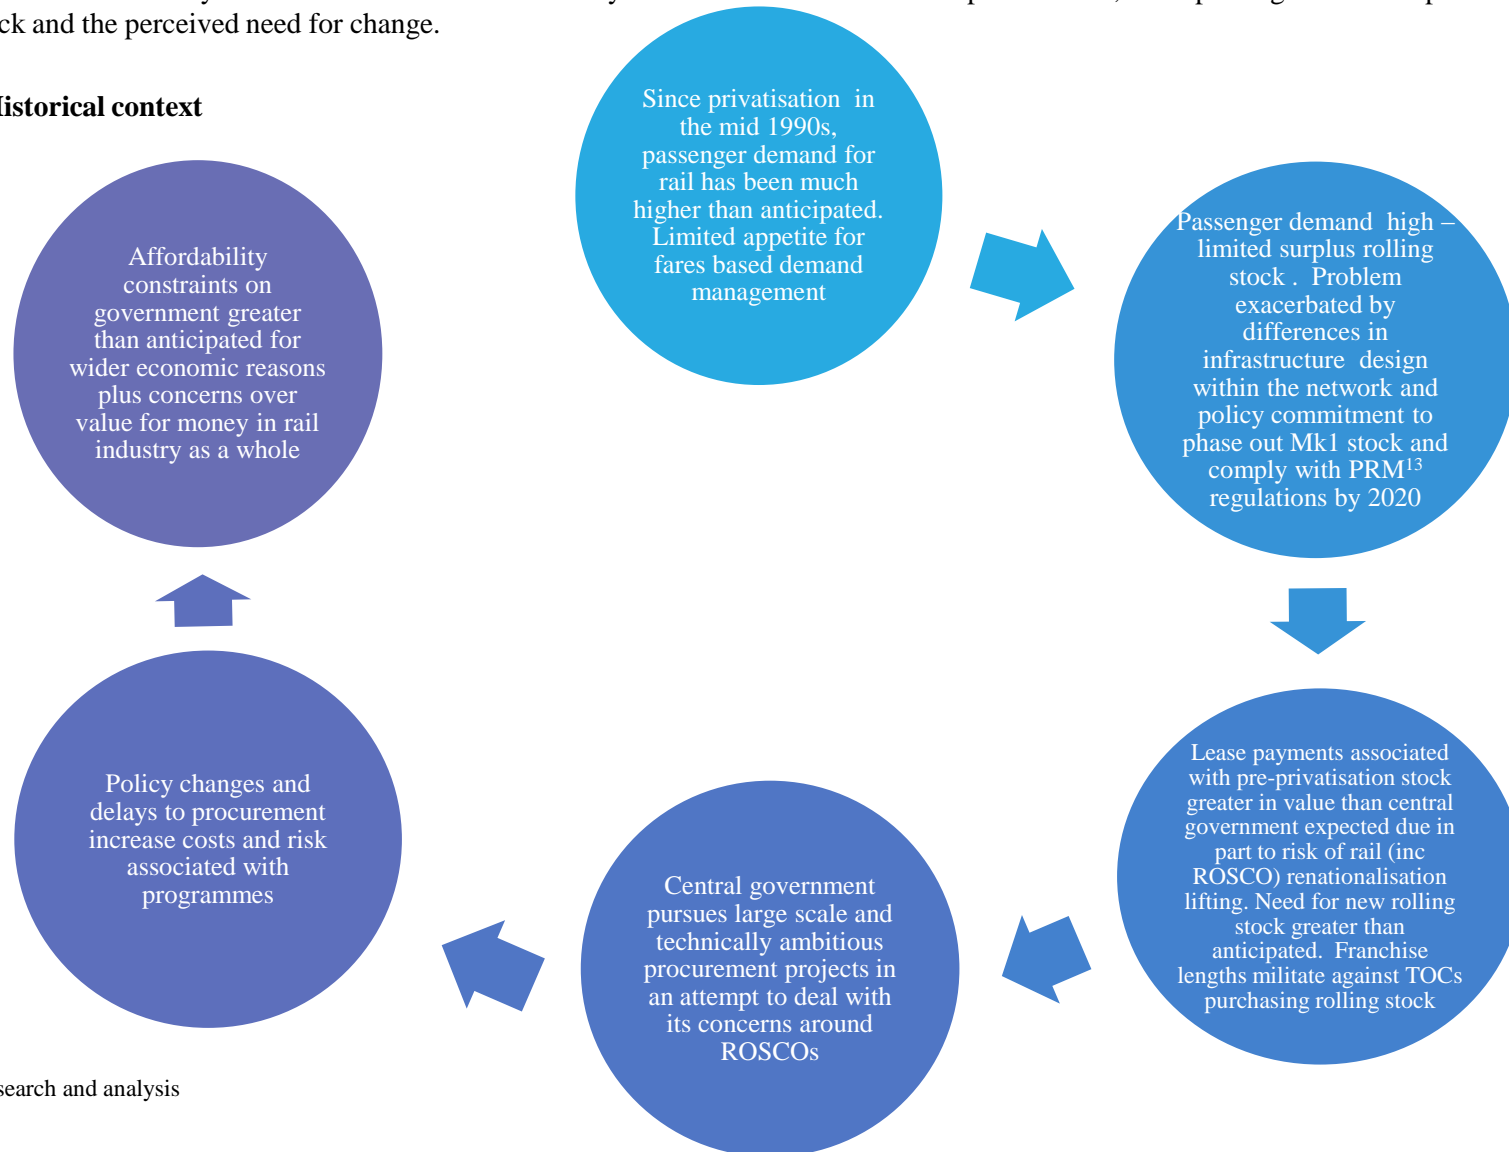 ck and the perceived need for change.
Historical context
Since privatisation in
the mid 1990s,
passenger demand for
rail has been much
higher than anticipated.
Limited appetite for
fares based demand
management
Passenger demand high –
limited surplus rolling
stock . Problem
exacerbated by
differences in
infrastructure design
within the network and
policy commitment to
phase out Mk1 stock and
comply with PRM13
regulations by 2020
Lease payments associated
with pre-privatisation stock
greater in value than central
government expected due in
part to risk of rail (inc
ROSCO) renationalisation
lifting. Need for new rolling
stock greater than
anticipated. Franchise
lengths militate against TOCs
purchasing rolling stock
Central government
pursues large scale and
technically ambitious
procurement projects in
an attempt to deal with
its concerns around
ROSCOs
Policy changes and
delays to procurement
increase costs and risk
associated with
programmes
Affordability
constraints on
government greater
than anticipated for
wider economic reasons
plus concerns over
value for money in rail
industry as a whole
search and analysis